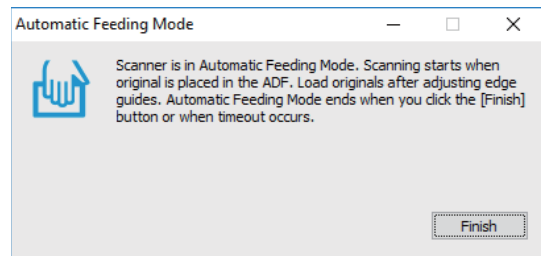 Automatic Feeding Mode
Scanner is in Automatic Feeding Mode. Scanning starts when
original is placed in the ADF. Load originals after adjusting edge
guides. Automatic Feeding Mode ends when you click the [Finish]
button or when timeout occurs.
Finish